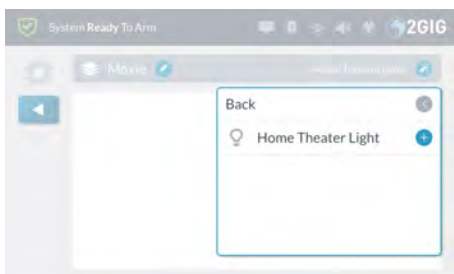 System Ready To Arm
2GIG
Movie
Back
Home Theater Light